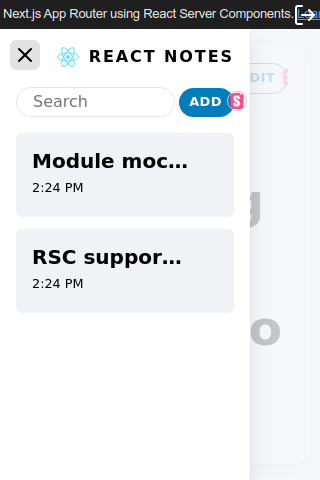 Next.js App Router using React Server Components.
REACT NOTES
Search
ADD S
DIT
Module moc...
2:24 PM
g
RSC suppor...
2:24 PM
o